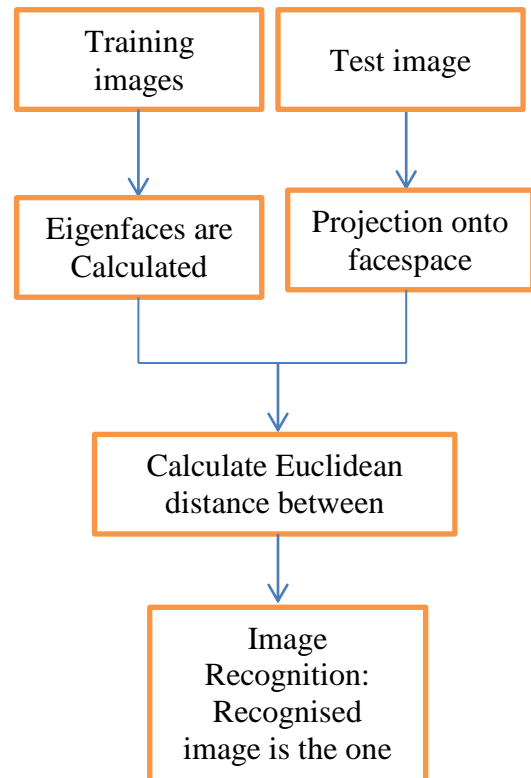 Training
images
Test image
Eigenfaces are
Calculated
Projection onto
facespace
Calculate Euclidean
distance between
Image
Recognition:
Recognised
image is the one